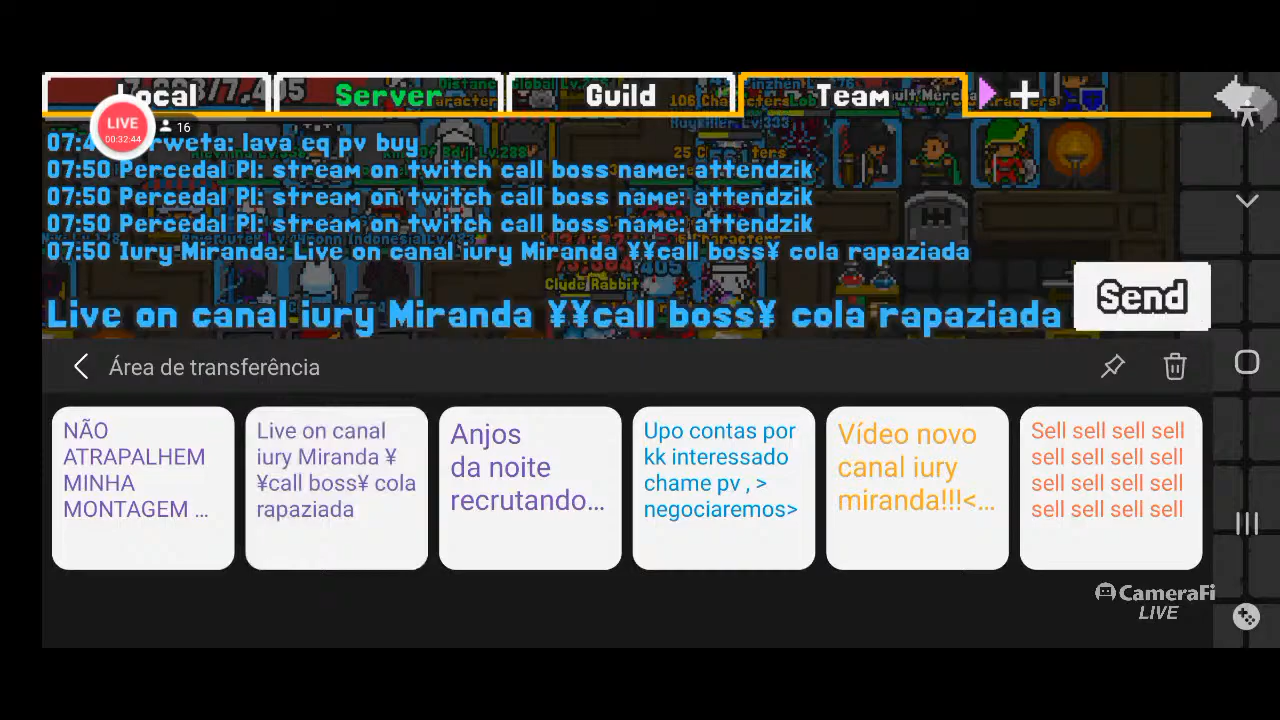 Local
Server
Guild
Team
+
LIVE
00:32:44
16
lava eq pv buy
07:50 Percedal Pl: stream on twitch call boss name: attendzik
07:50 Percedal Pl: stream on twitch call boss name: attendzik
07:50 Percedal Pl: stream on twitch call boss name: attendzik
07:50 Iury Miranda: Live on canal iury Miranda ¥¥call boss¥ cola rapaziada
Clyde Rabbit
Live on canal iury Miranda ¥¥call boss¥ cola rapaziada
Send
Área de transferência
NÃO
ATRAPALHEM
MINHA
MONTAGEM ...
Live on canal
iury Miranda ¥
¥call boss¥ cola
rapaziada
Anjos
da noite
recrutando...
Upo contas por
kk interessado
chame pv , >
negociaremos>
Vídeo novo
canal iury
miranda!!!<...
Sell sell sell sell
sell sell sell sell
sell sell sell sell
sell sell sell sell
CameraFi
LIVE